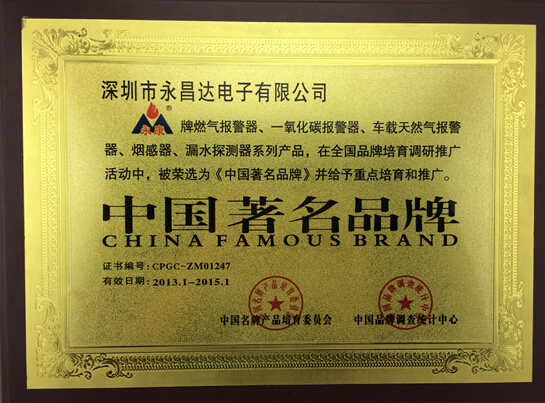 深圳市永昌达电子有限公司
永康® 牌燃气报警器、一氧化碳报警器、车载天然气报警
器、烟感器、漏水探测器系列产品，在全国品牌培育调研推广
活动中，被荣选为《中国著名品牌》并给予重点培育和推广。
中国著名品牌
CHINA FAMOUS BRAND
证书编号: CPGC-ZM01247
有效日期: 2013.1-2015.1
中国名牌产品培育委员会 中国品牌调查统计中心